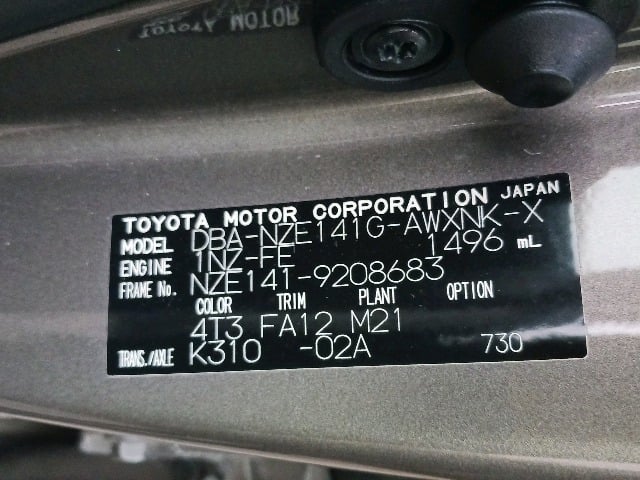 TOYOTA MOTOR CORPORATION JAPAN
MODEL DBA-NZE141G-AWXNK-X
ENGINE 1NZ-FE 1496 mL
FRAME No. NZE141-9208683
COLOR TRIM PLANT OPTION
4T3 FA12 M21
TRANS./AXLE K310 -02A 730